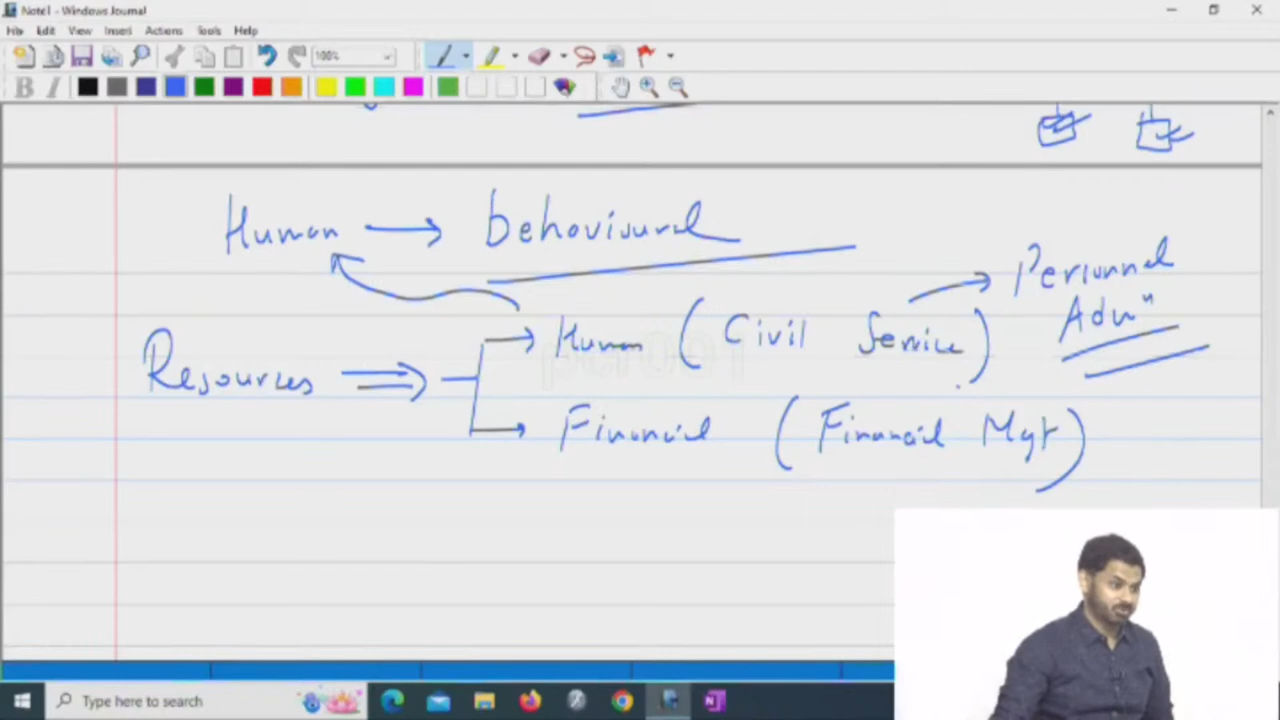 Note1 - Windows Journal
File Edit View Insert Actions Tools Help
100%
B I
Human → behavioural
Personnel
Admⁿ
Human (Civil Service)
Resources
Financial (Financial Mgt)
Type here to search